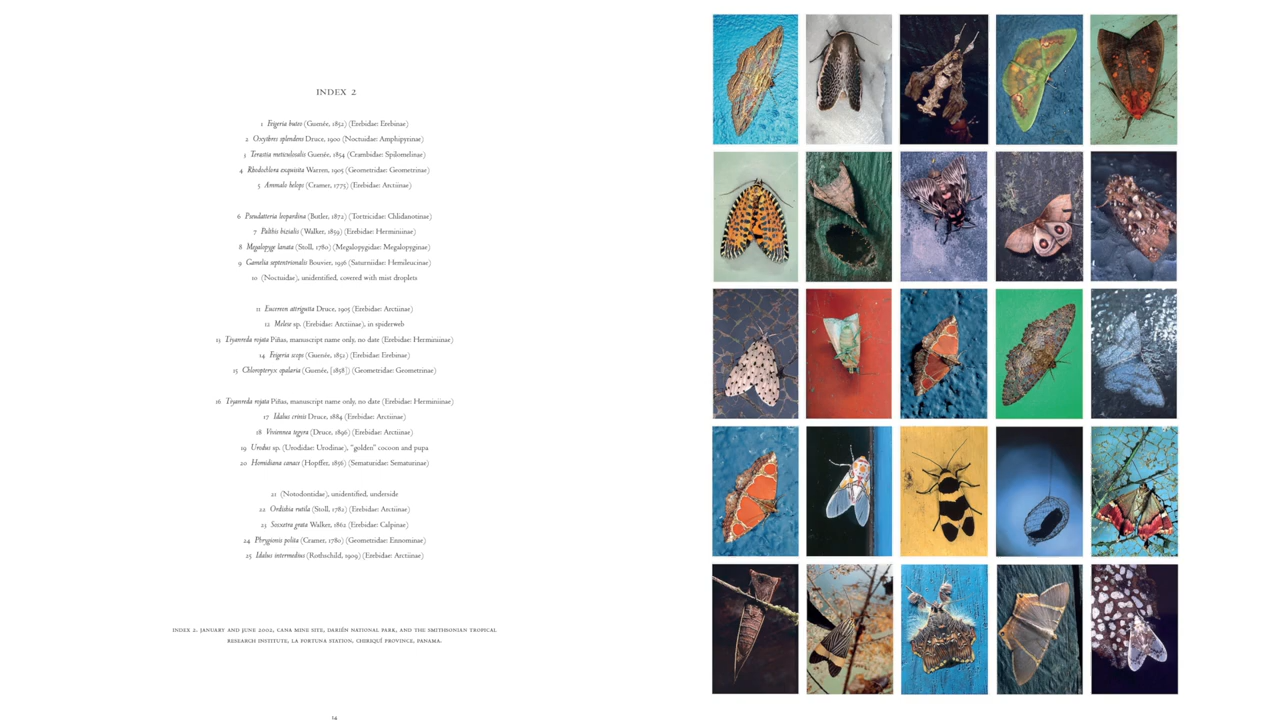 INDEX 2
1 Feigeria buteo (Guenée, 1852) (Erebidae: Erebinae)
2 Oxythres splendens Druce, 1900 (Noctuidae: Amphipyrinae)
3 Terastia meticulosalis Guenée, 1854 (Crambidae: Spilomelinae)
4 Rhodochlora exquisita Warren, 1905 (Geometridae: Geometrinae)
5 Ammalo helops (Cramer, 1775) (Erebidae: Arctiinae)
6 Pseudatteria leopardina (Butler, 1872) (Tortricidae: Chlidanotinae)
7 Palthis bizialis (Walker, 1859) (Erebidae: Herminiinae)
8 Megalopyge lanata (Stoll, 1780) (Megalopygidae: Megalopyginae)
9 Gamelia septentrionalis Bouvier, 1936 (Saturniidae: Hemileucinae)
10 (Noctuidae), unidentified, covered with mist droplets
11 Eucereon attrigutta Druce, 1905 (Erebidae: Arctiinae)
12 Melese sp. (Erebidae: Arctiinae), in spiderweb
13 Tiyanreda rojata Piñas, manuscript name only, no date (Erebidae: Herminiinae)
14 Feigeria scops (Guenée, 1852) (Erebidae: Erebinae)
15 Chloropteryx opalaria (Guenée, [1858]) (Geometridae: Geometrinae)
16 Tiyanreda rojata Piñas, manuscript name only, no date (Erebidae: Herminiinae)
17 Idalus crinis Druce, 1884 (Erebidae: Arctiinae)
18 Viviennea tegyra (Druce, 1896) (Erebidae: Arctiinae)
19 Urodus sp. (Urodidae: Urodinae), "golden" cocoon and pupa
20 Homidiana canace (Hopffer, 1856) (Sematuridae: Sematurinae)
21 (Notodontidae), unidentified, underside
22 Ordishia rutila (Stoll, 1782) (Erebidae: Arctiinae)
23 Sosxetra grata Walker, 1862 (Erebidae: Calpinae)
24 Phrygionis polita (Cramer, 1780) (Geometridae: Ennominae)
25 Idalus intermedius (Rothschild, 1909) (Erebidae: Arctiinae)
INDEX 2. JANUARY AND JUNE 2002, CANA MINE SITE, DARIÉN NATIONAL PARK, AND THE SMITHSONIAN TROPICAL
RESEARCH INSTITUTE, LA FORTUNA STATION, CHIRIQUÍ PROVINCE, PANAMA.
14